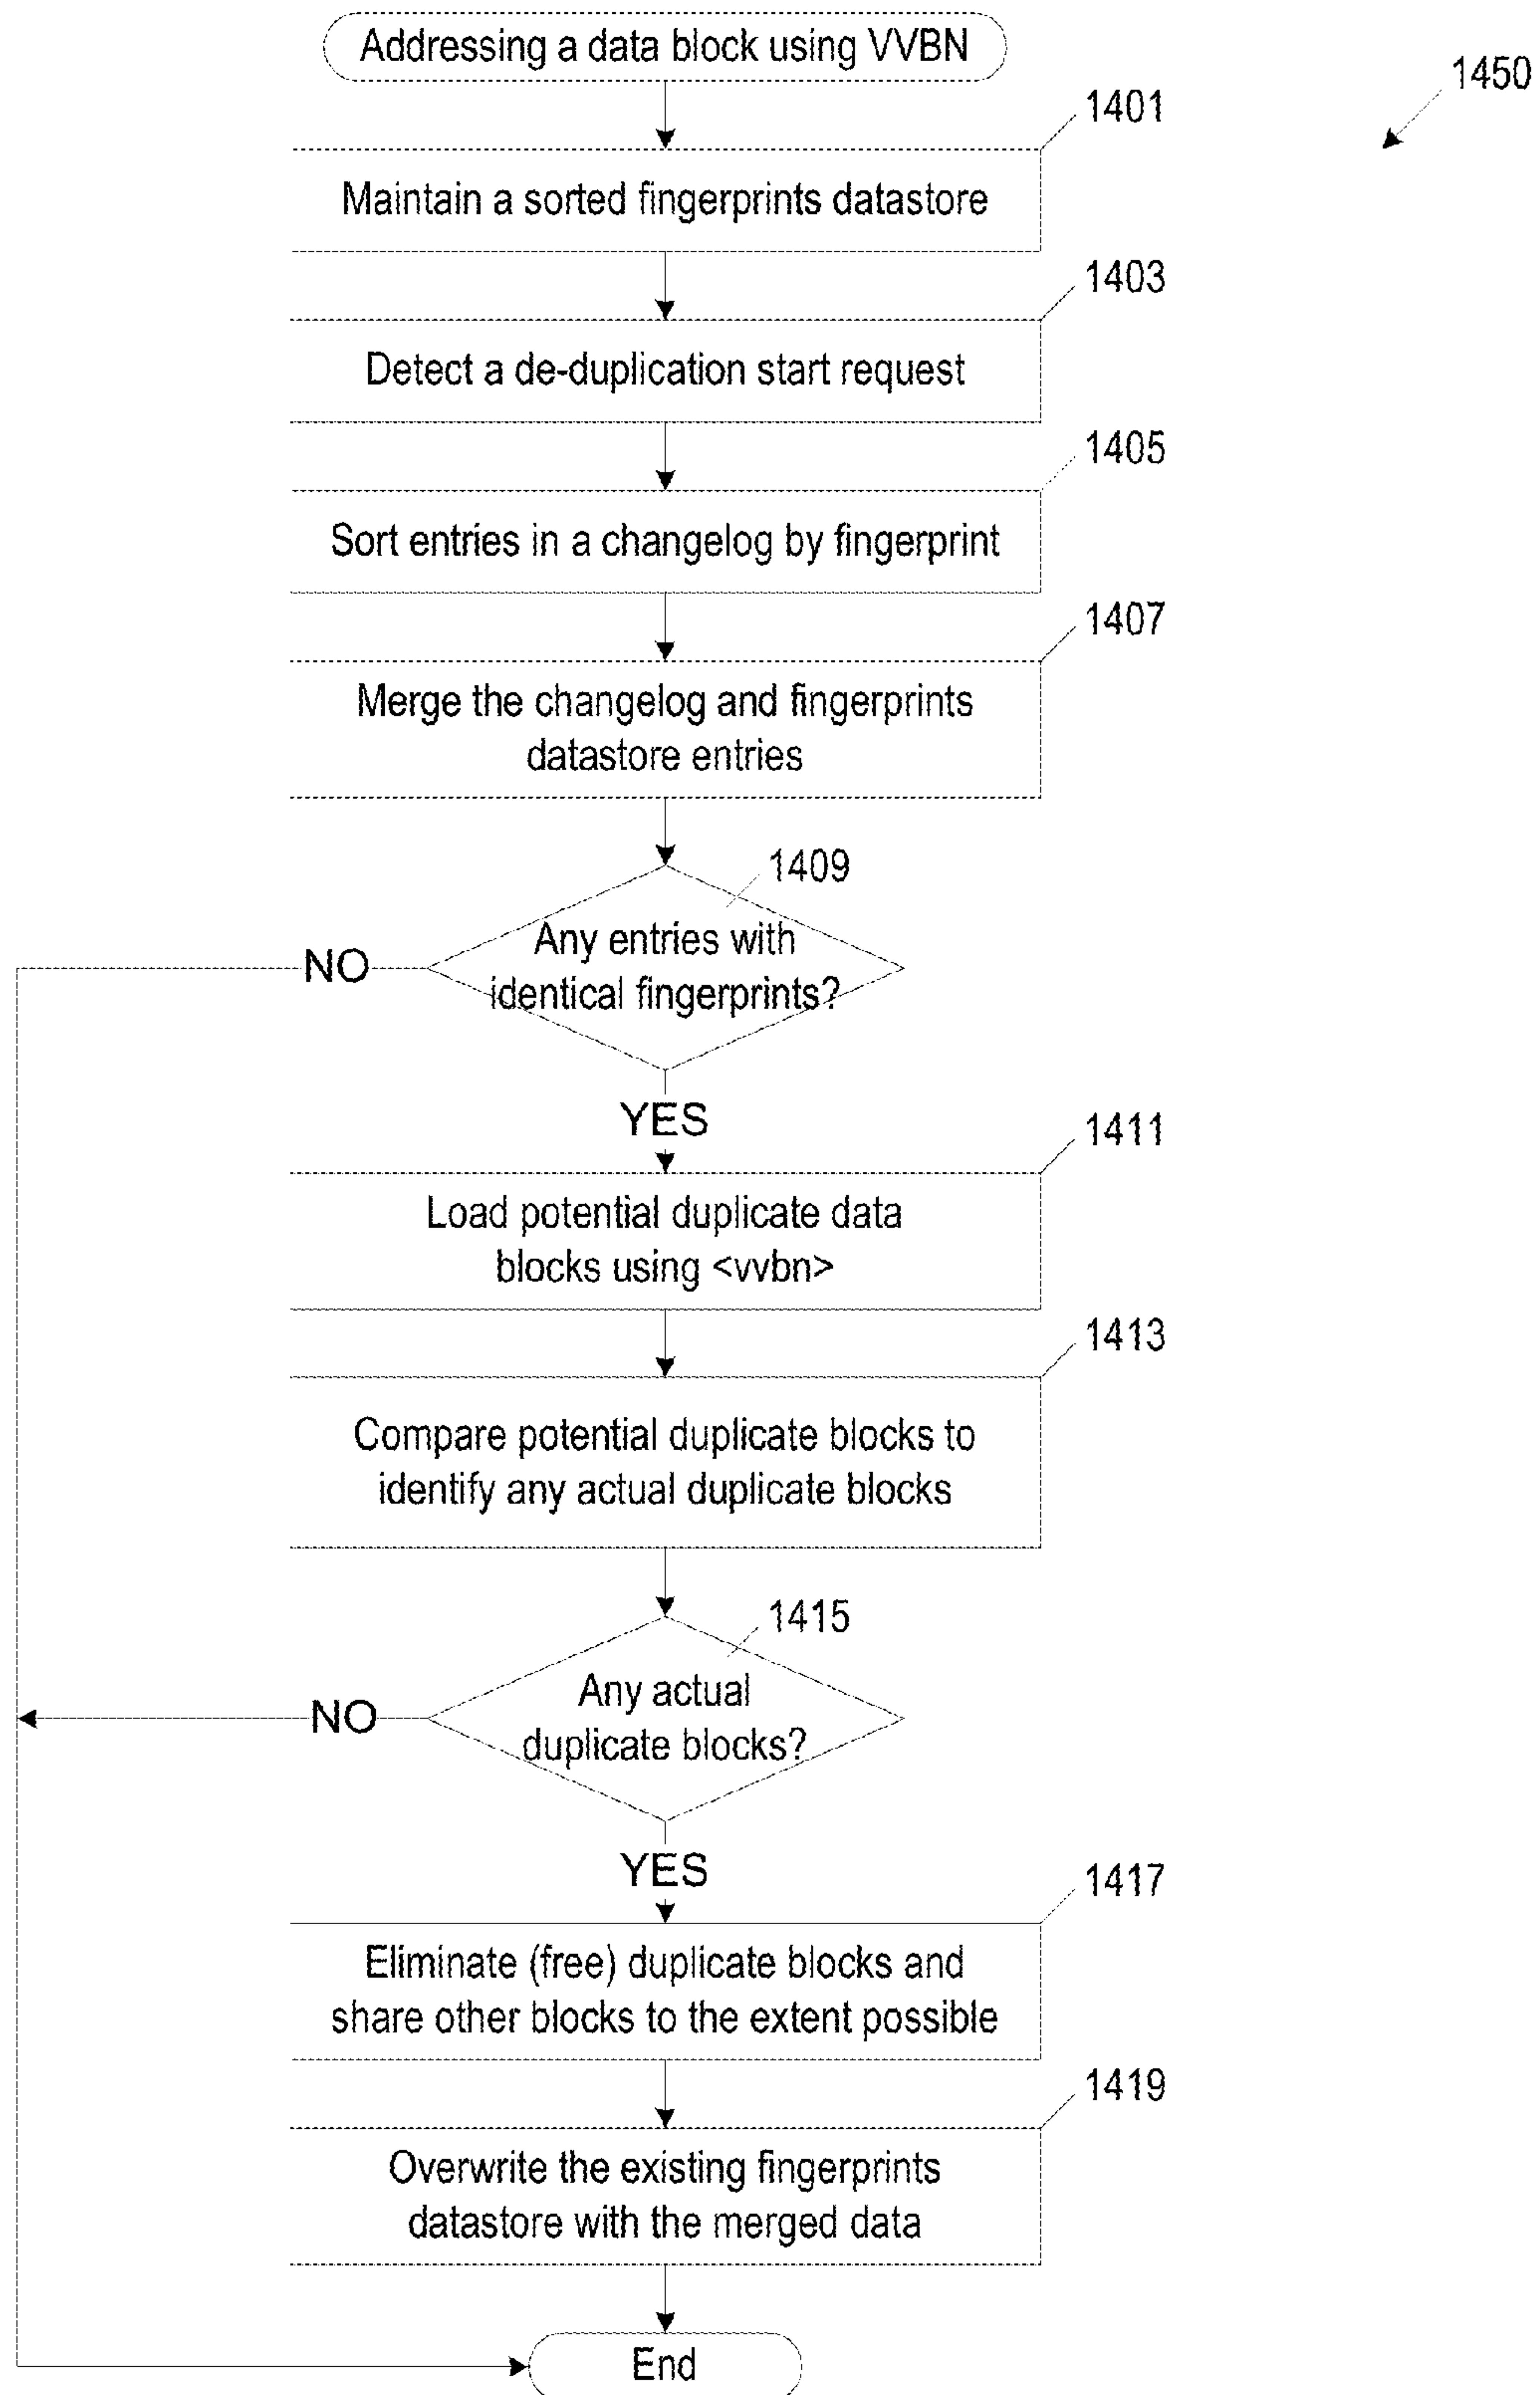 Addressing a data block using VVBN
1450
1401
Maintain a sorted fingerprints datastore
1403
Detect a de-duplication start request
1405
Sort entries in a changelog by fingerprint
1407
Merge the changelog and fingerprints
datastore entries
1409
Any entries with
identical fingerprints?
NO
YES
1411
Load potential duplicate data
blocks using <vvbn>
1413
Compare potential duplicate blocks to
identify any actual duplicate blocks
1415
Any actual
duplicate blocks?
NO
YES
1417
Eliminate (free) duplicate blocks and
share other blocks to the extent possible
1419
Overwrite the existing fingerprints
datastore with the merged data
End